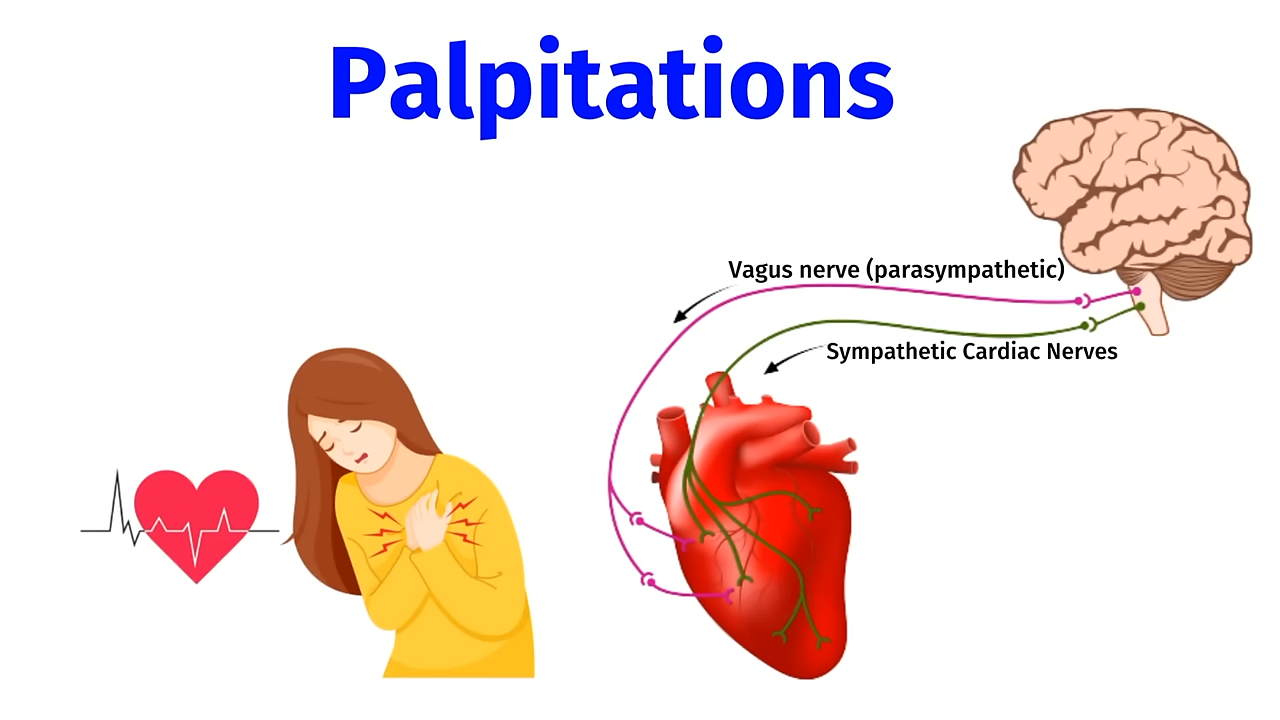 Palpitations
Vagus nerve (parasympathetic)
Sympathetic Cardiac Nerves